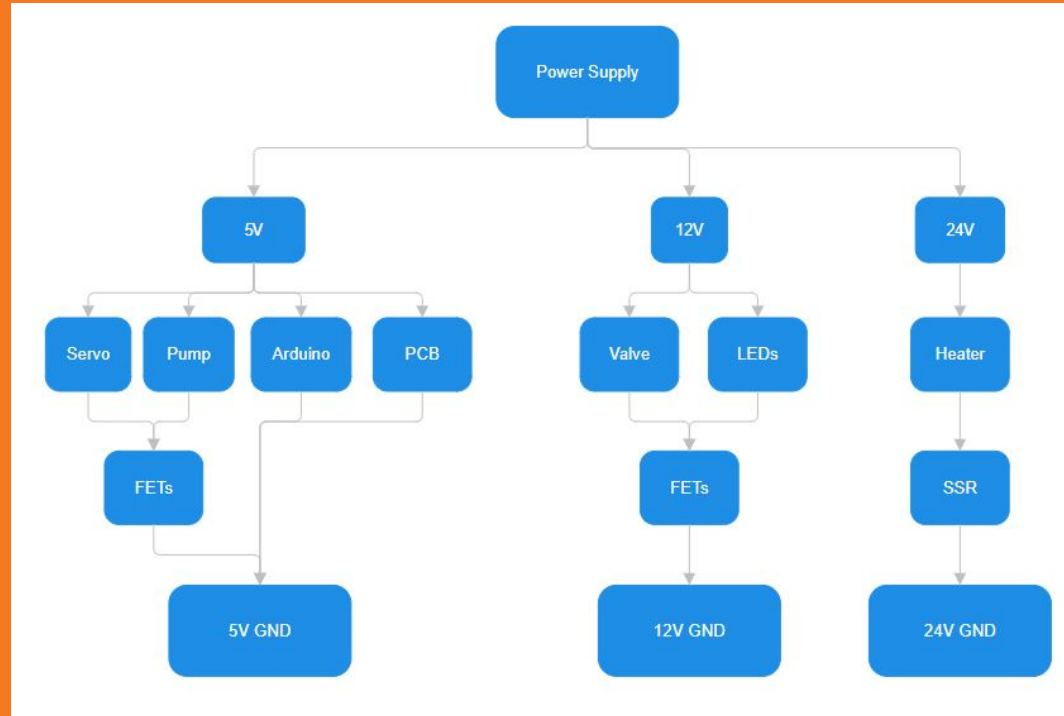 Power Supply
5V
12V
24V
Servo
Pump
Arduino
PCB
Valve
LEDs
Heater
FETs
FETs
SSR
5V GND
12V GND
24V GND